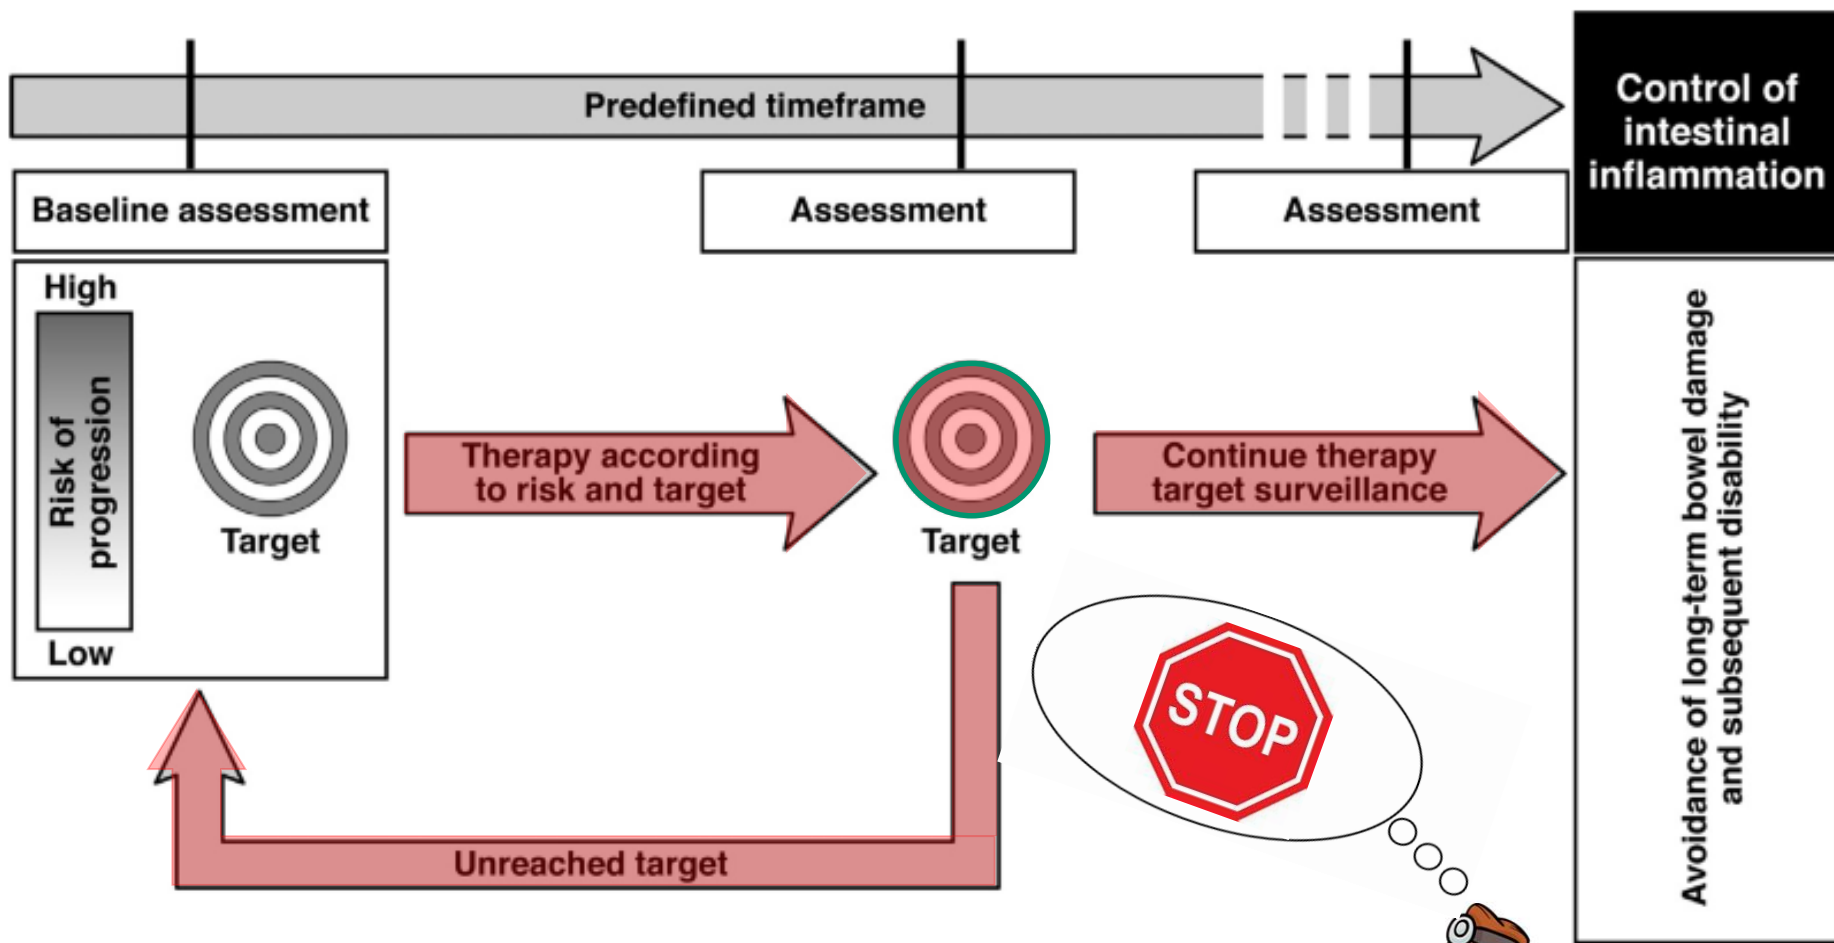 Predefined timeframe
Control of
intestinal
inflammation
Baseline assessment
Assessment
Assessment
High
Risk of
progression
Low
Target
Therapy according
to risk and target
Target
Continue therapy
target surveillance
Avoidance of long-term bowel damage
and subsequent disability
STOP
Unreached target